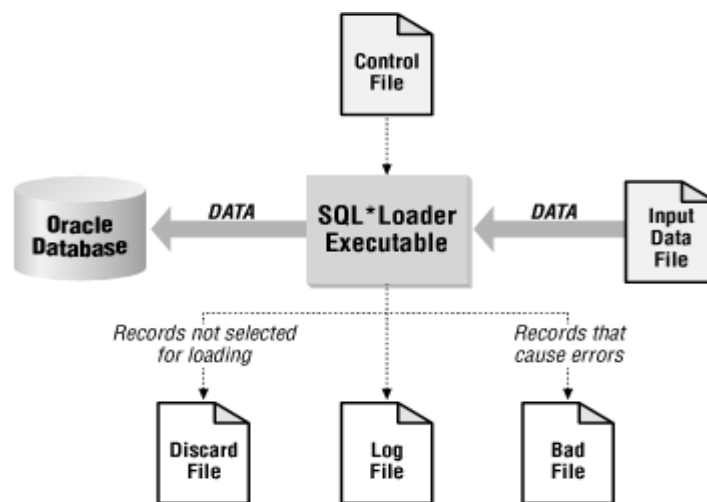 Control
File
Oracle
Database
DATA
SQL*Loader
Executable
DATA
Input
Data
File
Records not selected
for loading
Records that
cause errors
Discard
File
Log
File
Bad
File